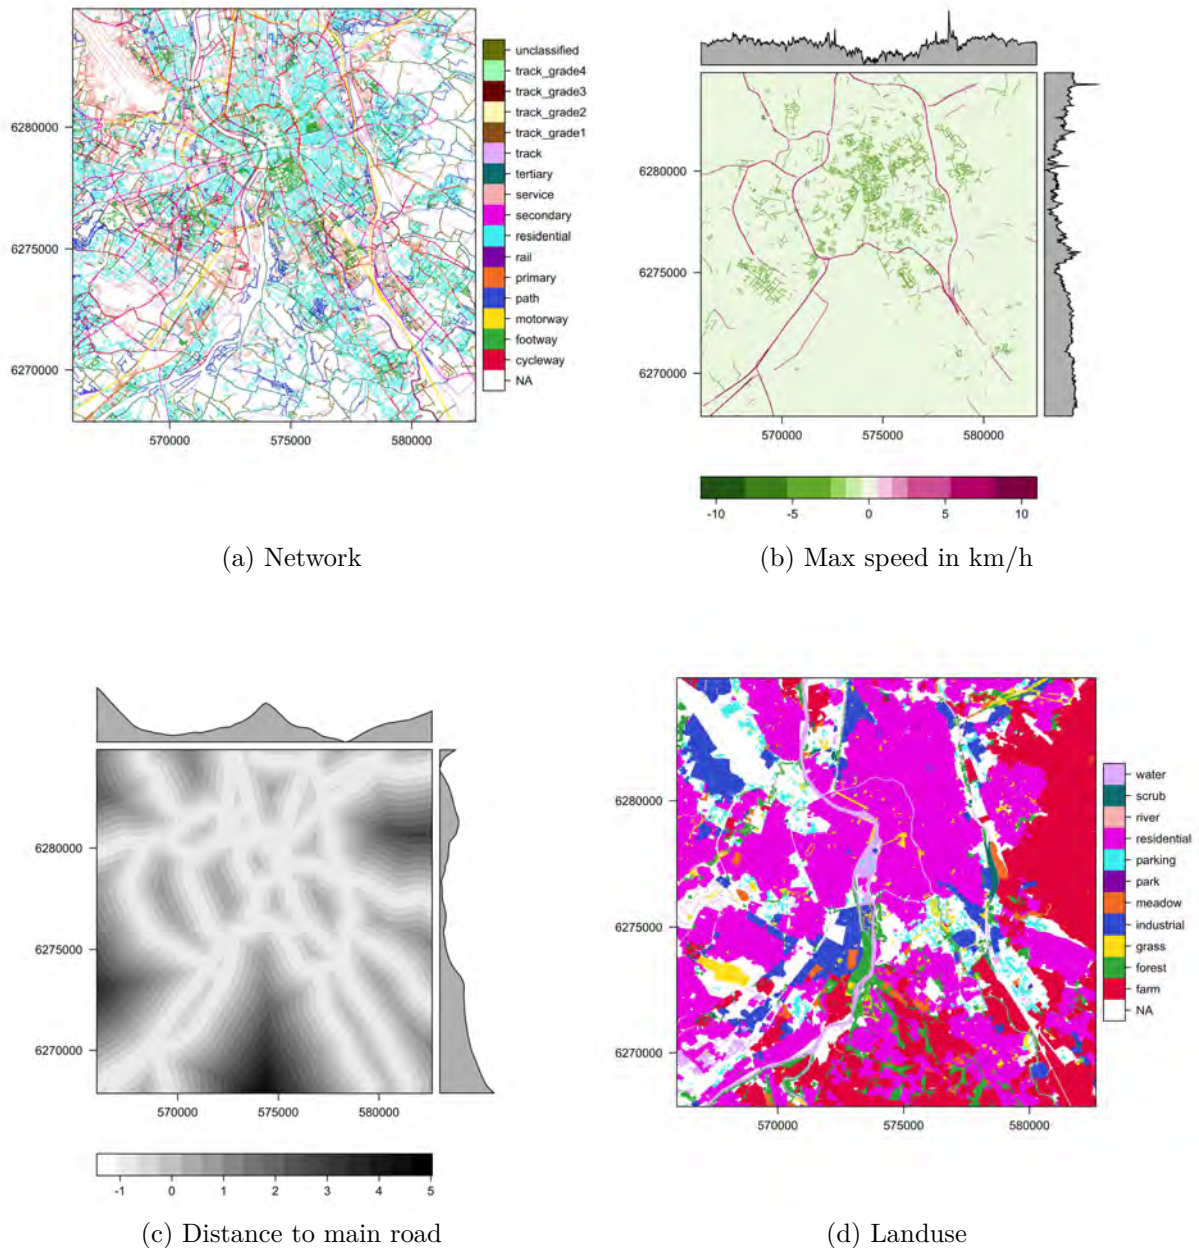 unclassified
track_grade4
track_grade3
track_grade2
track_grade1
track
tertiary
service
secondary
residential
rail
primary
path
motorway
footway
cycleway
NA
6280000
6275000
6270000
570000 575000 580000
(a) Network
6280000
6275000
6270000
570000 575000 580000
-10 -5 0 5 10
(b) Max speed in km/h
6280000
6275000
6270000
570000 575000 580000
-1 0 1 2 3 4 5
(c) Distance to main road
water
scrub
river
residential
parking
park
meadow
industrial
grass
forest
farm
NA
6280000
6275000
6270000
570000 575000 580000
(d) Landuse